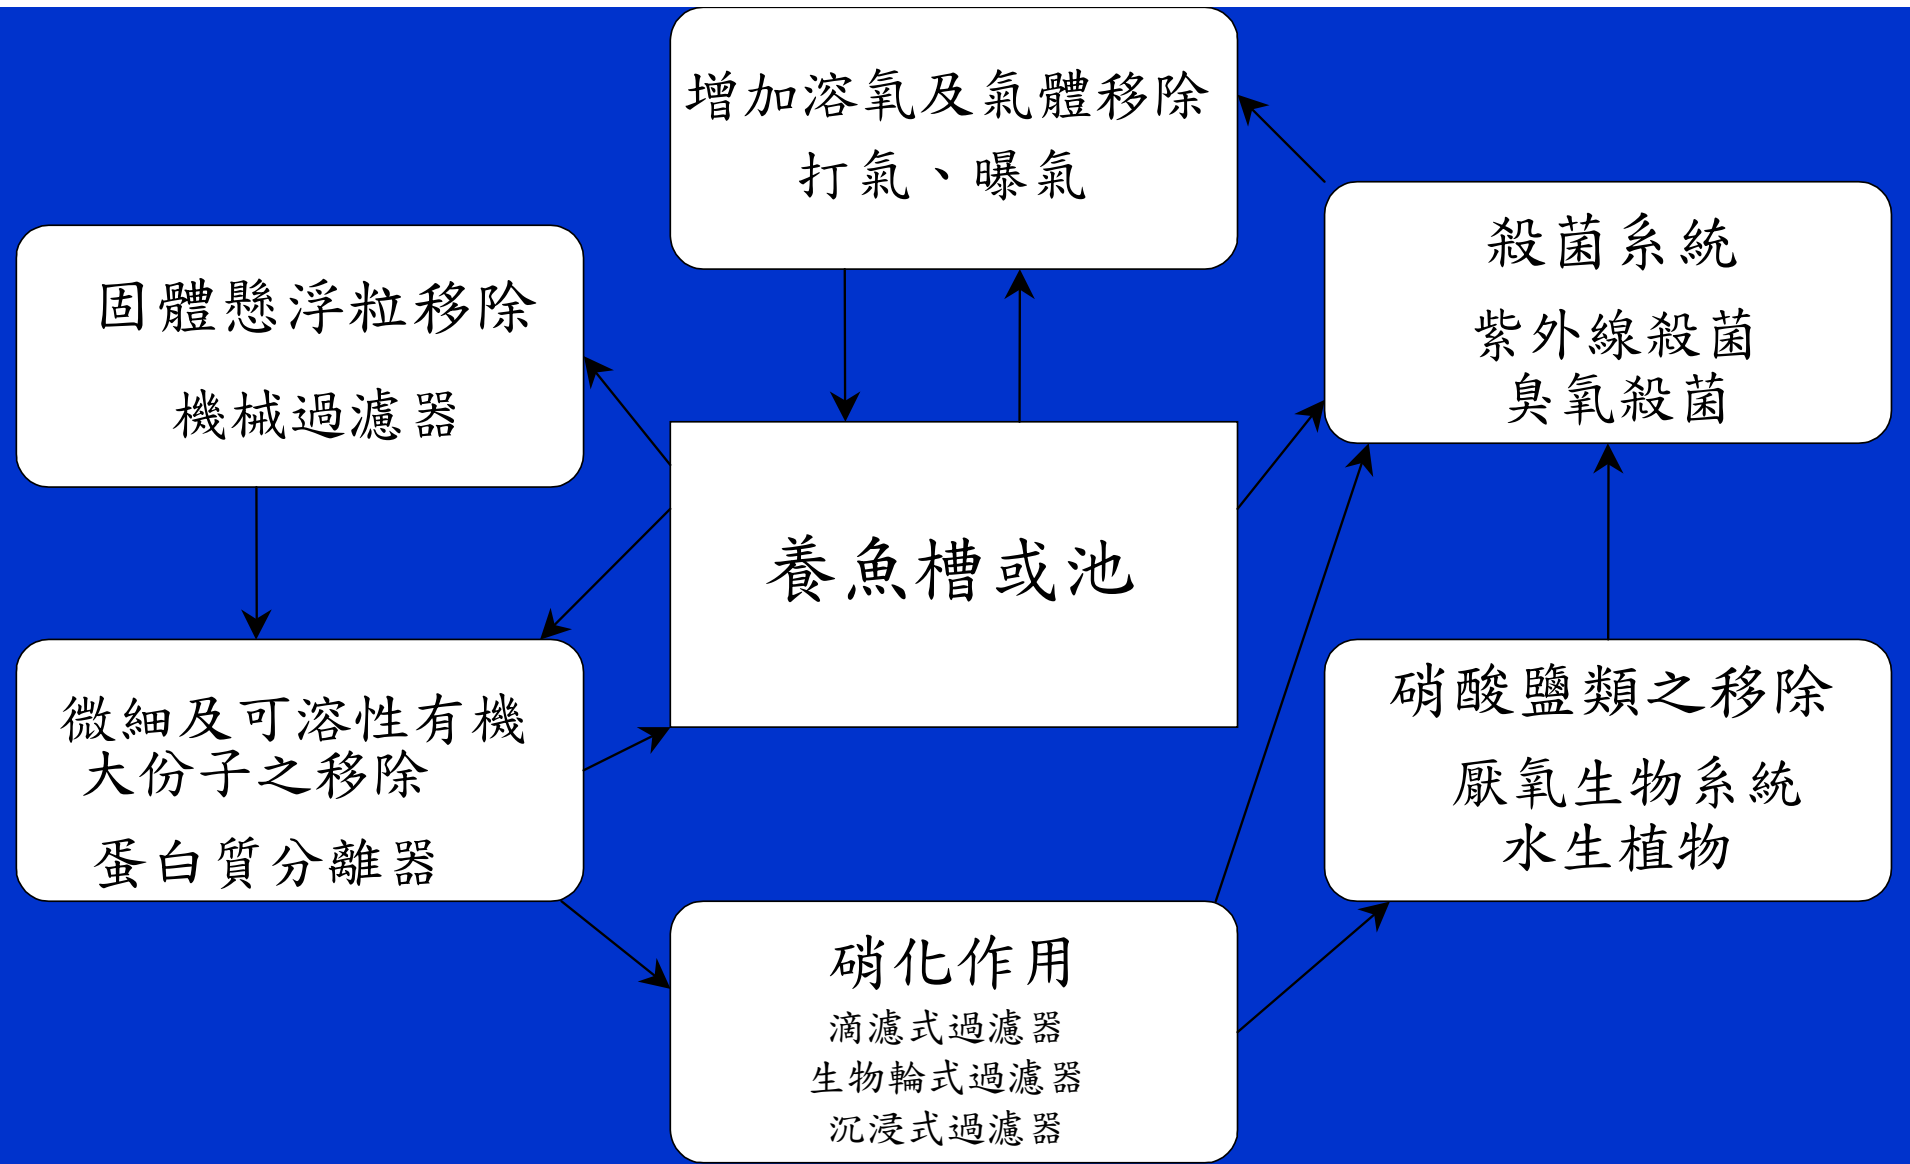 增加溶氧及氣體移除
打氣、曝氣
固體懸浮粒移除
機械過濾器
殺菌系統
紫外線殺菌
臭氧殺菌
養魚槽或池
微細及可溶性有機
大份子之移除
蛋白質分離器
硝酸鹽類之移除
厭氧生物系統
水生植物
硝化作用
滴濾式過濾器
生物輪式過濾器
沉浸式過濾器